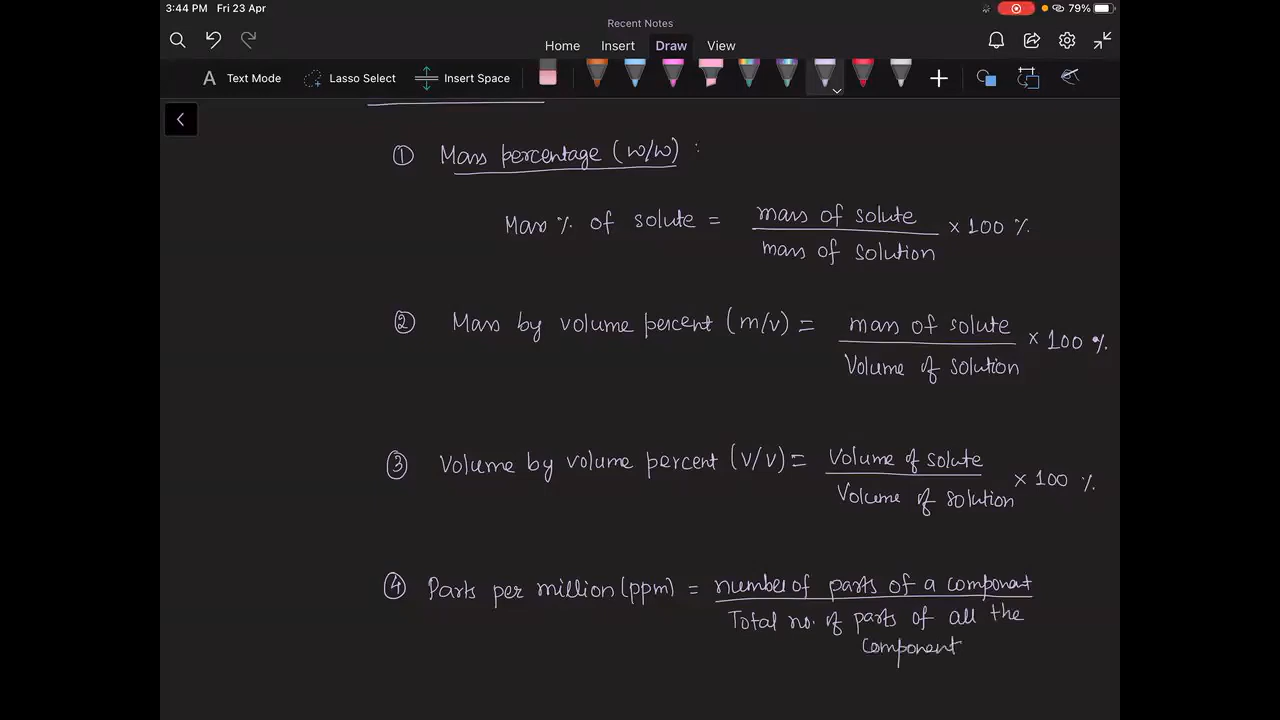 3:44 PM Fri 23 Apr
79%
Recent Notes
Home Insert Draw View
Text Mode Lasso Select Insert Space
① Mass percentage (w/w) :
Mass % of solute = mass of solute / mass of solution × 100 %
② Mass by volume percent (m/v) = mass of solute / Volume of solution × 100 %
③ Volume by volume percent (v/v) = Volume of solute / Volume of solution × 100 %
④ Parts per million (ppm) = number of parts of a component / Total no. of parts of all the
component